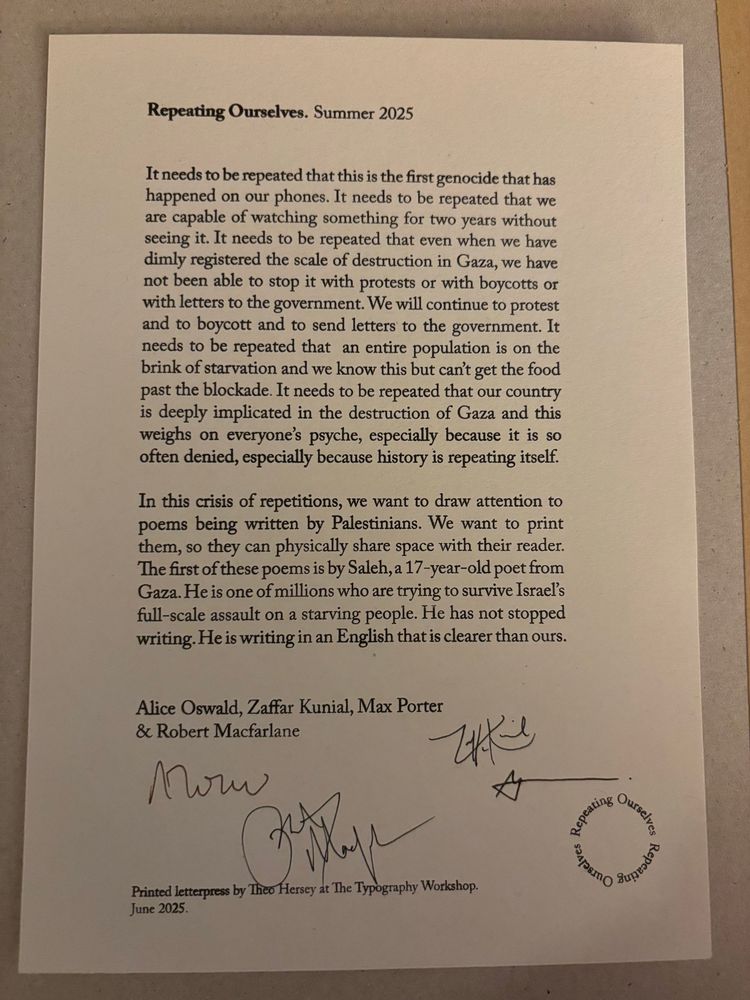 Repeating Ourselves. Summer 2025
It needs to be repeated that this is the first genocide that has
happened on our phones. It needs to be repeated that we
are capable of watching something for two years without
seeing it. It needs to be repeated that even when we have
dimly registered the scale of destruction in Gaza, we have
not been able to stop it with protests or with boycotts or
with letters to the government. We will continue to protest
and to boycott and to send letters to the government. It
needs to be repeated that  an entire population is on the
brink of starvation and we know this but can't get the food
past the blockade. It needs to be repeated that our country
is deeply implicated in the destruction of Gaza and this
weighs on everyone's psyche, especially because it is so
often denied, especially because history is repeating itself.
In this crisis of repetitions, we want to draw attention to
poems being written by Palestinians. We want to print
them, so they can physically share space with their reader.
The first of these poems is by Saleh, a 17-year-old poet from
Gaza. He is one of millions who are trying to survive Israel's
full-scale assault on a starving people. He has not stopped
writing. He is writing in an English that is clearer than ours.
Alice Oswald, Zaffar Kunial, Max Porter
& Robert Macfarlane
Repeating Ourselves Repeating Ourselves
Printed letterpress by Theo Hersey at The Typography Workshop.
June 2025.